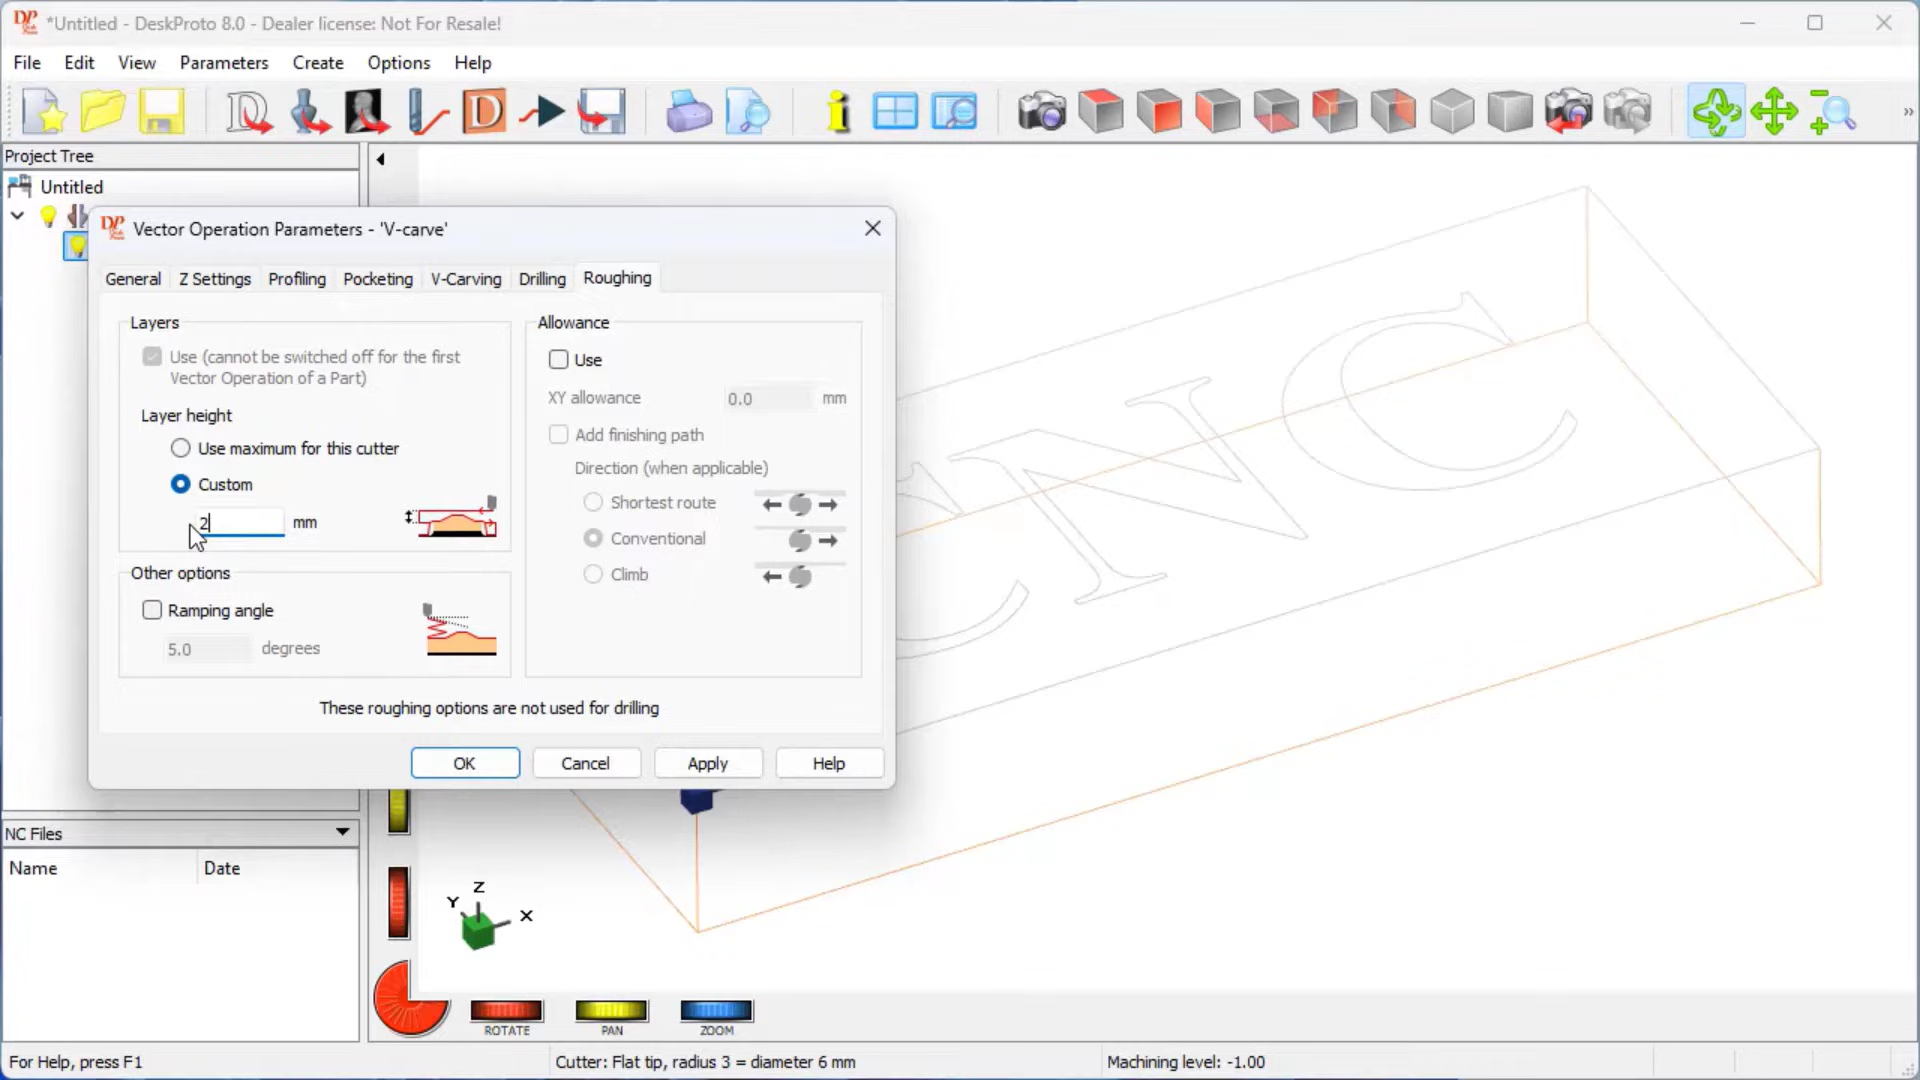 *Untitled - DeskProto 8.0 - Dealer license: Not For Resale!
File Edit View Parameters Create Options Help
Project Tree
Untitled
Vector Operation Parameters - 'V-carve'
General Z Settings Profiling Pocketing V-Carving Drilling Roughing
Layers
Use (cannot be switched off for the first
Vector Operation of a Part)
Layer height
Use maximum for this cutter
Custom
2 mm
Other options
Ramping angle
5.0 degrees
Allowance
Use
XY allowance 0.0 mm
Add finishing path
Direction (when applicable)
Shortest route
Conventional
Climb
These roughing options are not used for drilling
OK Cancel Apply Help
CNC
NC Files
Name Date
Z
Y X
ROTATE PAN ZOOM
For Help, press F1 Cutter: Flat tip, radius 3 = diameter 6 mm Machining level: -1.00